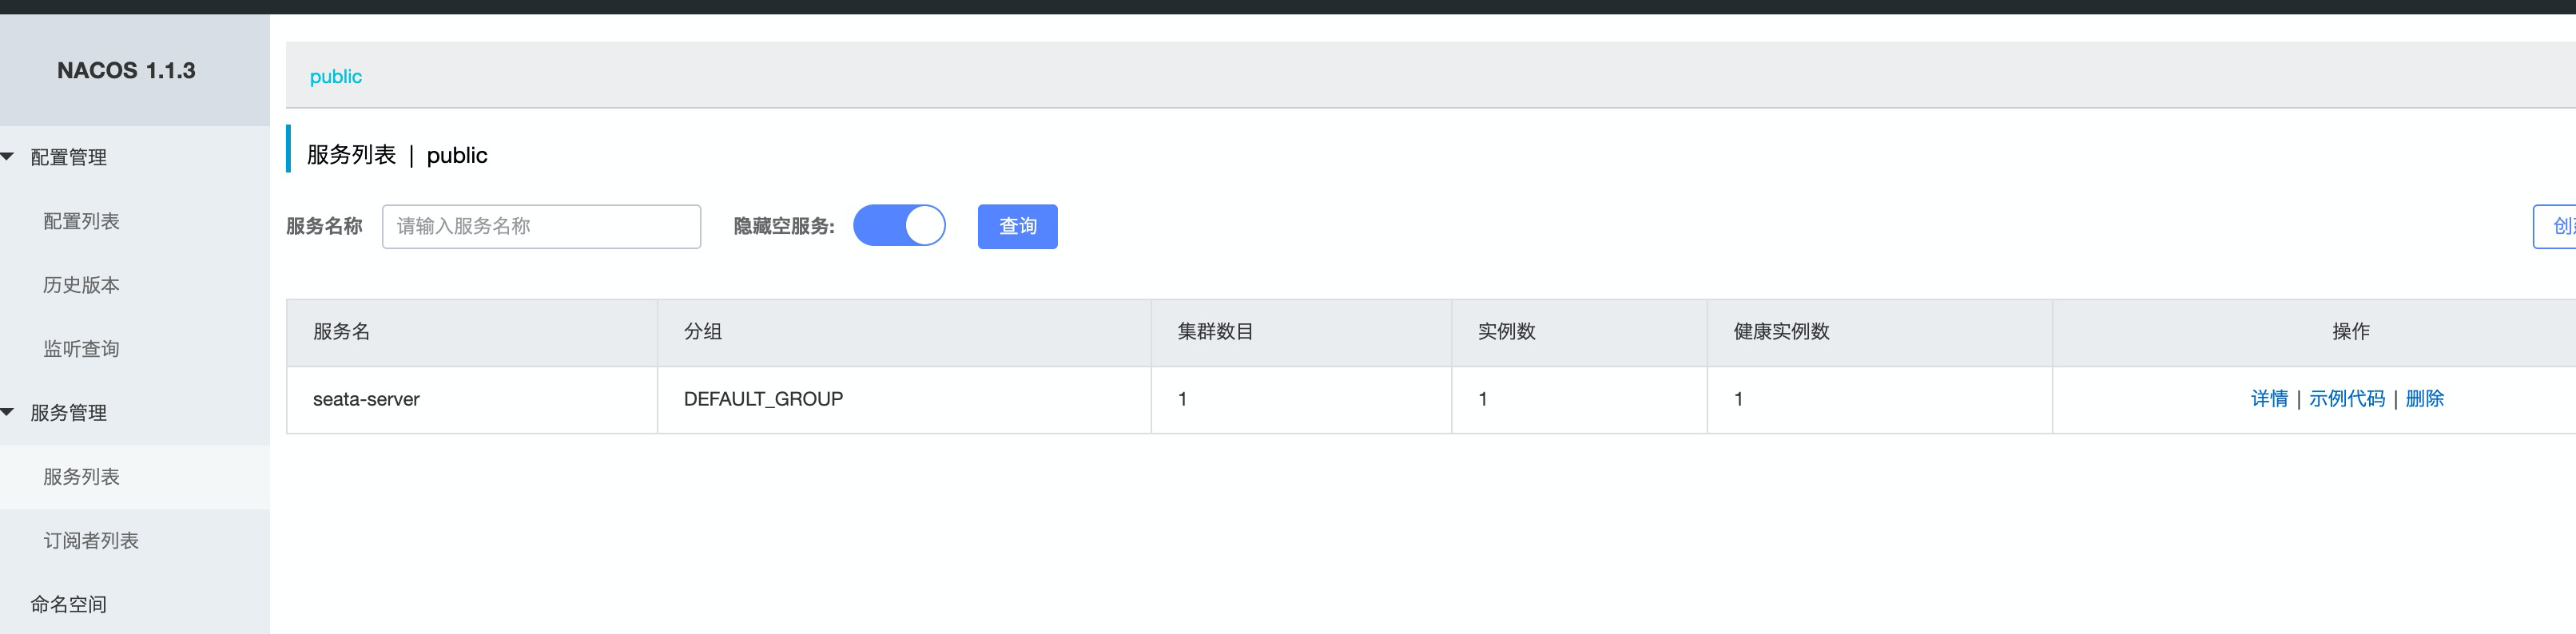 NACOS 1.1.3
配置管理
配置列表
历史版本
监听查询
服务管理
服务列表
订阅者列表
命名空间
public
服务列表 | public
服务名称 请输入服务名称 隐藏空服务: 查询 创
服务名 分组 集群数目 实例数 健康实例数 操作
seata-server DEFAULT_GROUP 1 1 1 详情 | 示例代码 | 删除